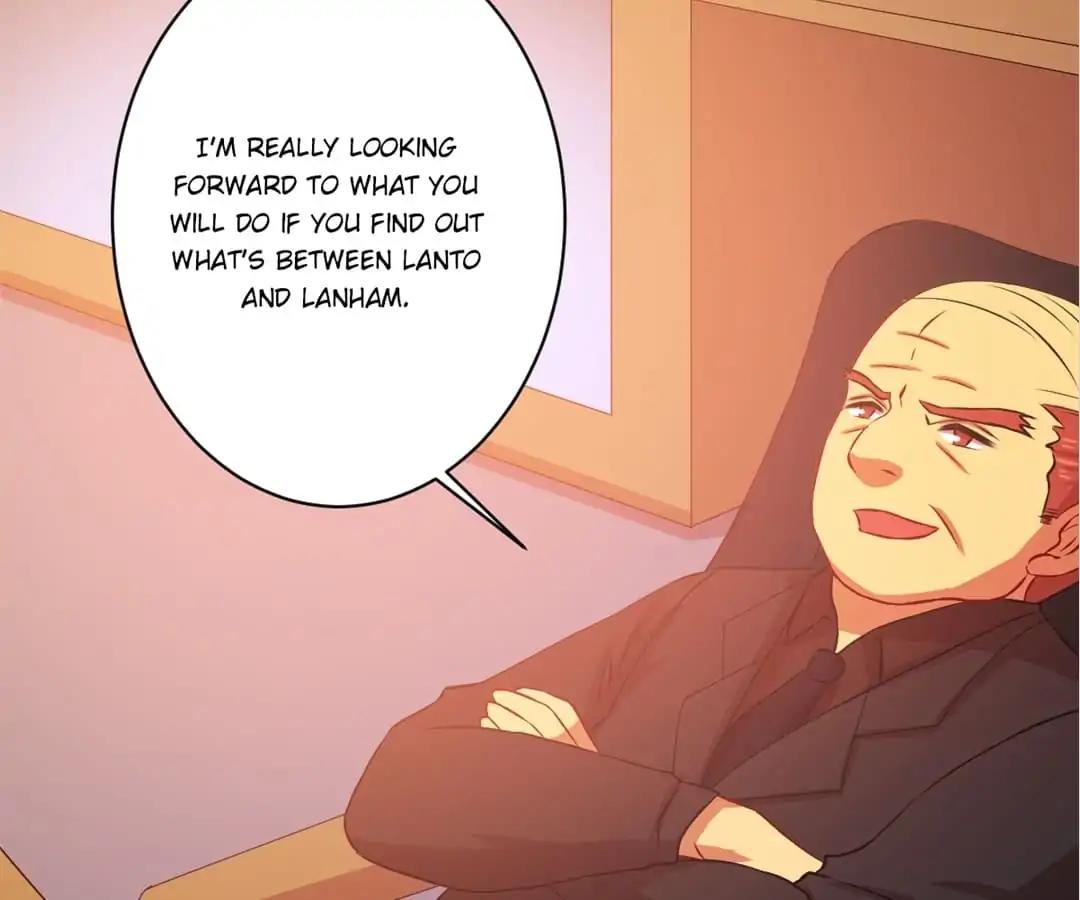 I'M REALLY LOOKING
FORWARD TO WHAT YOU
WILL DO IF YOU FIND OUT
WHAT'S BETWEEN LANTO
AND LANHAM.